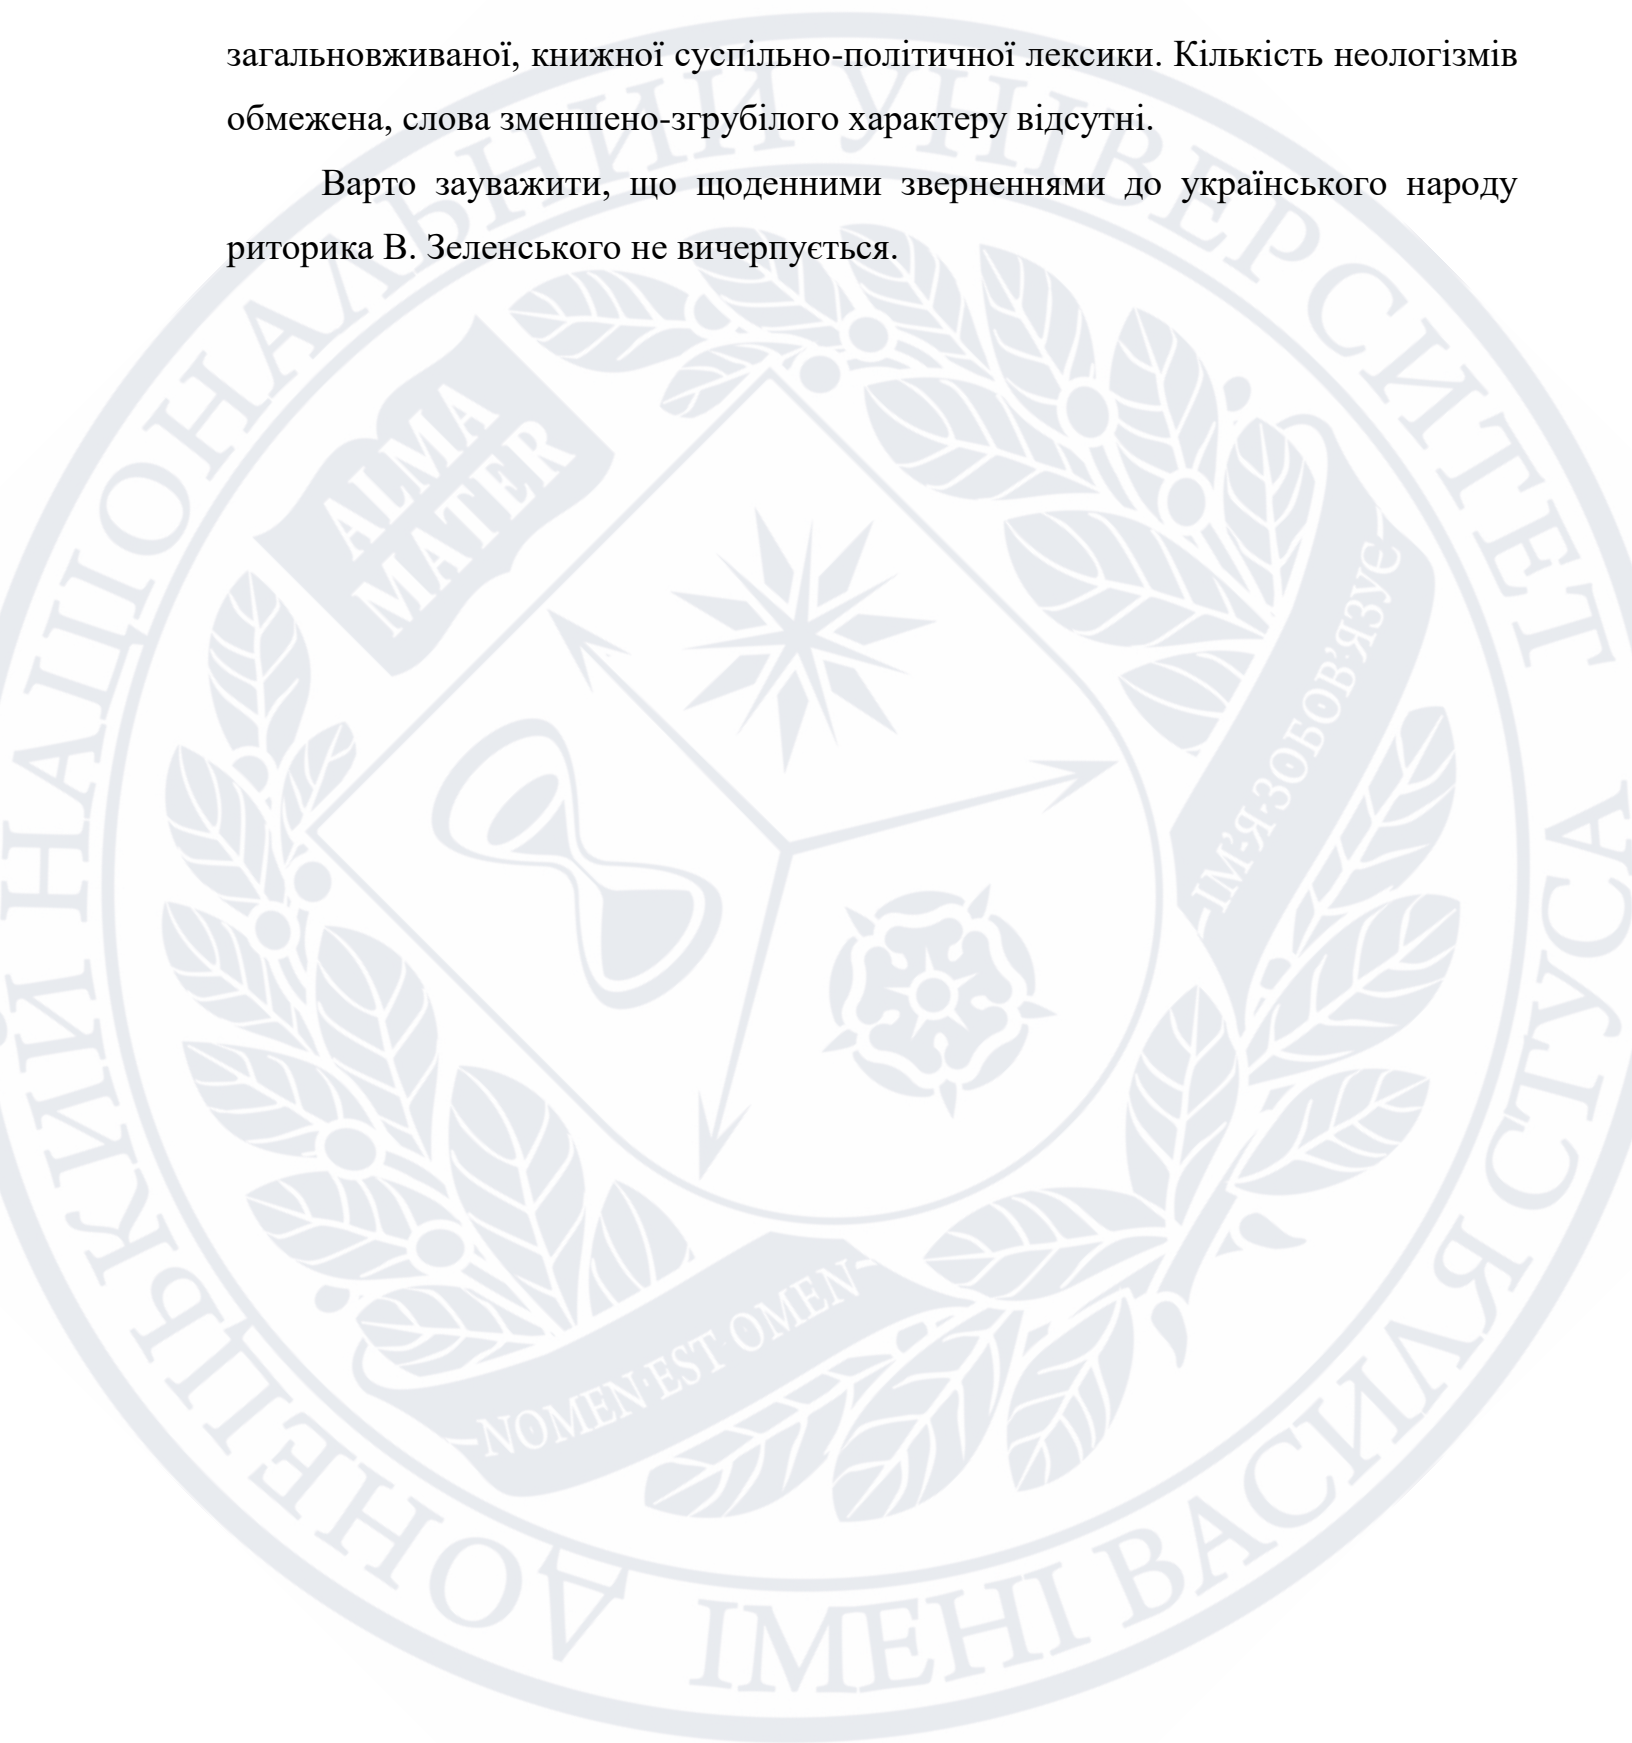 загальновживаної, книжної суспільно-політичної лексики. Кількість неологізмів
обмежена, слова зменшено-згрубілого характеру відсутні.
Варто зауважити, що щоденними зверненнями до українського народу
риторика В. Зеленського не вичерпується.
ДОНЕЦЬКИЙ НАЦІОНАЛЬНИЙ УНІВЕРСИТЕТ
ІМЕНІ ВАСИЛЯ СТУСА
ALMA
MATER
ІМ'Я ЗОБОВ'ЯЗУЄ
NOMEN EST OMEN